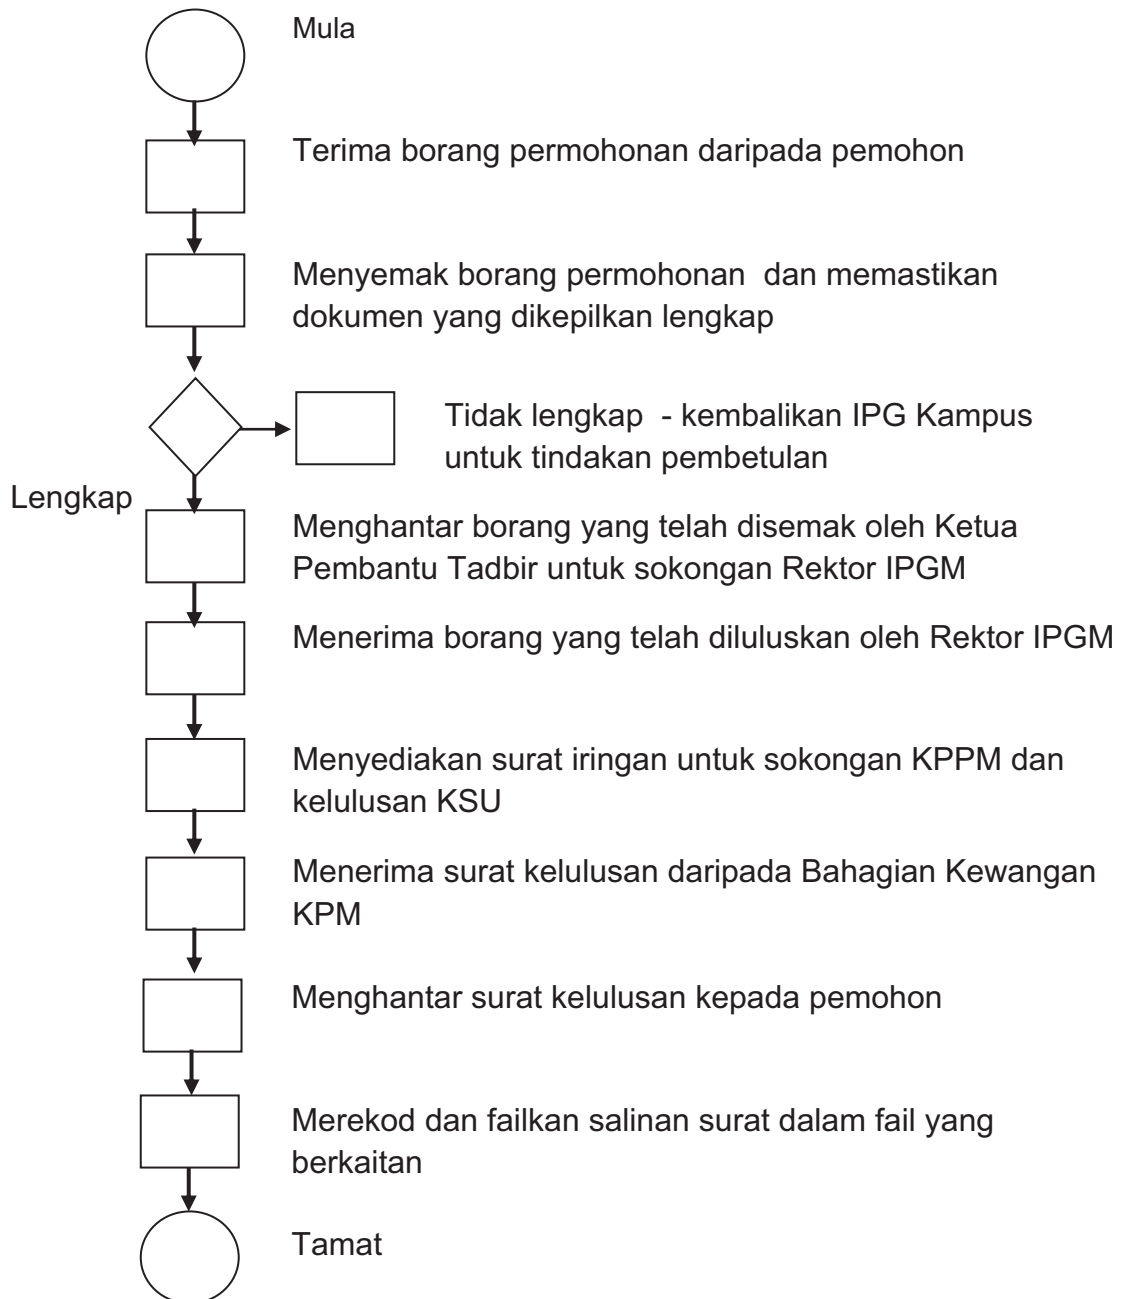 Mula
Terima borang permohonan daripada pemohon
Menyemak borang permohonan  dan memastikan
dokumen yang dikepilkan lengkap
Tidak lengkap  - kembalikan IPG Kampus
untuk tindakan pembetulan
Lengkap
Menghantar borang yang telah disemak oleh Ketua
Pembantu Tadbir untuk sokongan Rektor IPGM
Menerima borang yang telah diluluskan oleh Rektor IPGM
Menyediakan surat iringan untuk sokongan KPPM dan
kelulusan KSU
Menerima surat kelulusan daripada Bahagian Kewangan
KPM
Menghantar surat kelulusan kepada pemohon
Merekod dan failkan salinan surat dalam fail yang
berkaitan
Tamat